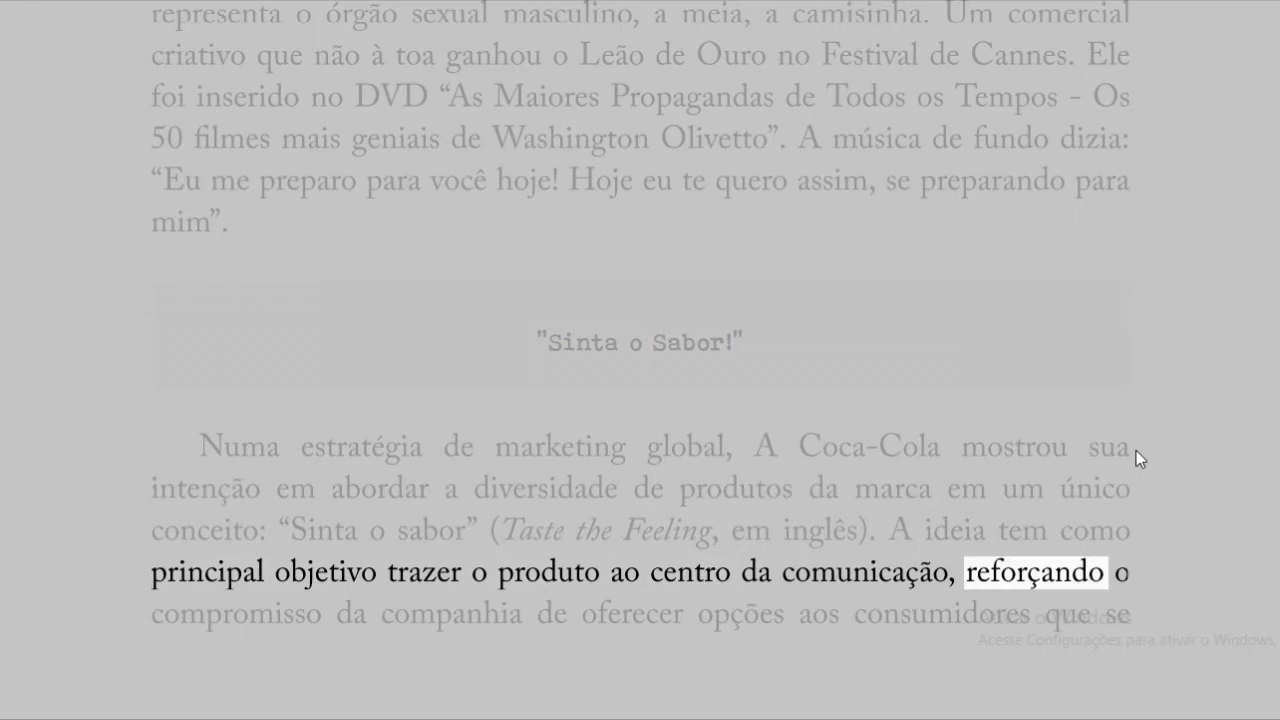 representa o órgão sexual masculino, a meia, a camisinha. Um comercial
criativo que não à toa ganhou o Leão de Ouro no Festival de Cannes. Ele
foi inserido no DVD “As Maiores Propagandas de Todos os Tempos - Os
50 filmes mais geniais de Washington Olivetto”. A música de fundo dizia:
“Eu me preparo para você hoje! Hoje eu te quero assim, se preparando para
mim”.
"Sinta o Sabor!"
Numa estratégia de marketing global, A Coca-Cola mostrou sua
intenção em abordar a diversidade de produtos da marca em um único
conceito: “Sinta o sabor” (Taste the Feeling, em inglês). A ideia tem como
principal objetivo trazer o produto ao centro da comunicação, reforçando o
compromisso da companhia de oferecer opções aos consumidores que se
Acesse Configurações para ativar o Windows.